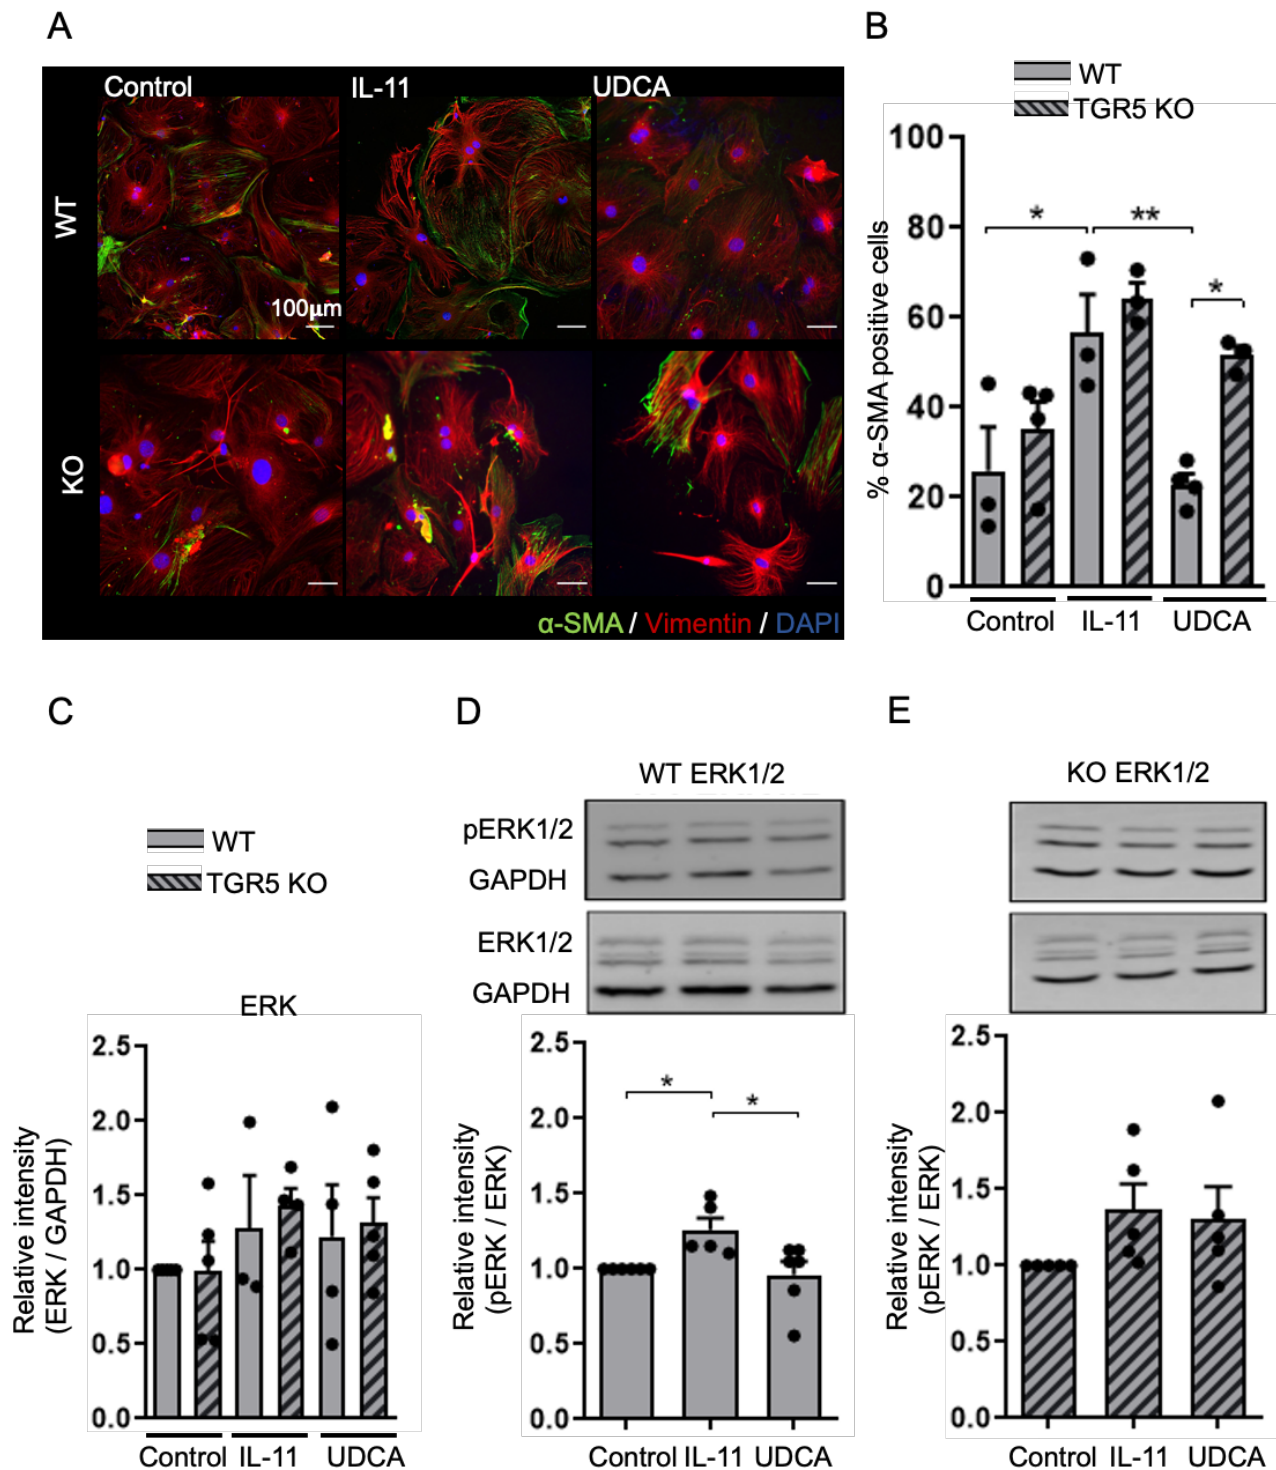 A
Control IL-11 UDCA
WT
100μm
KO
α-SMA / Vimentin / DAPI
B
WT
TGR5 KO
% α-SMA positive cells
100
80
60
40
20
0
* ** *
Control IL-11 UDCA
C
WT
TGR5 KO
ERK
Relative intensity
(ERK / GAPDH)
2.5
2.0
1.5
1.0
0.5
0.0
Control IL-11 UDCA
D
WT ERK1/2
pERK1/2
GAPDH
ERK1/2
GAPDH
Relative intensity
(pERK / ERK)
2.5
2.0
1.5
1.0
0.5
0.0
* *
Control IL-11 UDCA
E
KO ERK1/2
Relative intensity
(pERK / ERK)
2.5
2.0
1.5
1.0
0.5
0.0
Control IL-11 UDCA